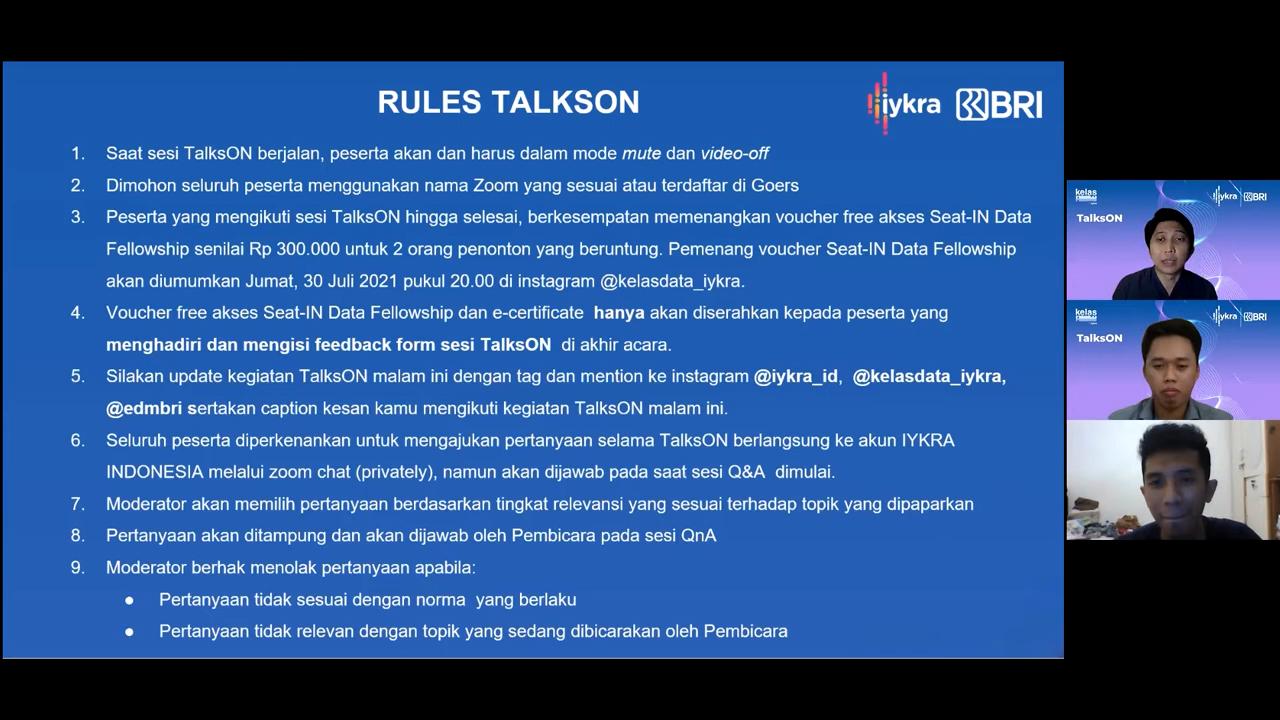 RULES TALKSON
iykra BRI
1. Saat sesi TalksON berjalan, peserta akan dan harus dalam mode mute dan video-off
2. Dimohon seluruh peserta menggunakan nama Zoom yang sesuai atau terdaftar di Goers
3. Peserta yang mengikuti sesi TalksON hingga selesai, berkesempatan memenangkan voucher free akses Seat-IN Data
Fellowship senilai Rp 300.000 untuk 2 orang penonton yang beruntung. Pemenang voucher Seat-IN Data Fellowship
akan diumumkan Jumat, 30 Juli 2021 pukul 20.00 di instagram @kelasdata_iykra.
4. Voucher free akses Seat-IN Data Fellowship dan e-certificate hanya akan diserahkan kepada peserta yang
menghadiri dan mengisi feedback form sesi TalksON di akhir acara.
5. Silakan update kegiatan TalksON malam ini dengan tag dan mention ke instagram @iykra_id, @kelasdata_iykra,
@edmbri sertakan caption kesan kamu mengikuti kegiatan TalksON malam ini.
6. Seluruh peserta diperkenankan untuk mengajukan pertanyaan selama TalksON berlangsung ke akun IYKRA
INDONESIA melalui zoom chat (privately), namun akan dijawab pada saat sesi Q&A dimulai.
7. Moderator akan memilih pertanyaan berdasarkan tingkat relevansi yang sesuai terhadap topik yang dipaparkan
8. Pertanyaan akan ditampung dan akan dijawab oleh Pembicara pada sesi QnA
9. Moderator berhak menolak pertanyaan apabila:
● Pertanyaan tidak sesuai dengan norma yang berlaku
● Pertanyaan tidak relevan dengan topik yang sedang dibicarakan oleh Pembicara
kelas
iykra BRI
TalksON
kelas
iykra BRI
TalksON